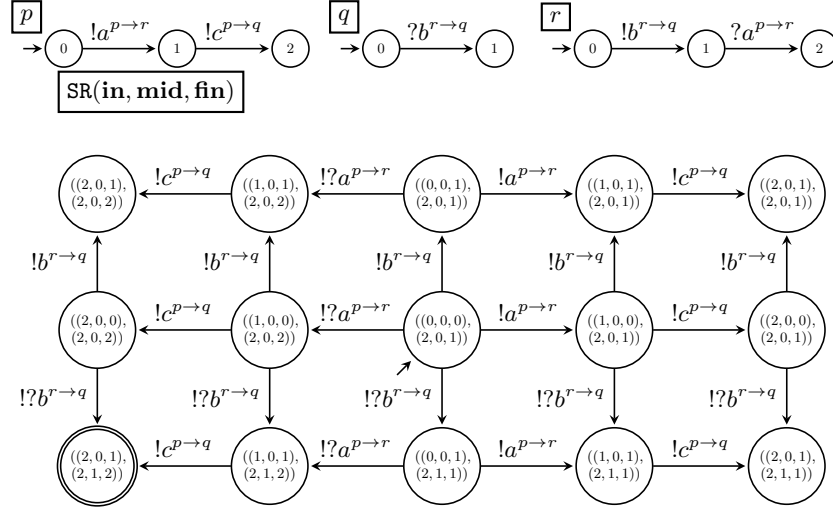 p q r
0 !a^{p→r} 1 !c^{p→q} 2 0 ?b^{r→q} 1 0 !b^{r→q} 1 ?a^{p→r} 2
SR(in, mid, fin)
((2, 0, 1), (2, 0, 2)) !c^{p→q} ((1, 0, 1), (2, 0, 2)) !?a^{p→r} ((0, 0, 1), (2, 0, 1)) !a^{p→r} ((1, 0, 1), (2, 0, 1)) !c^{p→q} ((2, 0, 1), (2, 0, 1))
!b^{r→q} !b^{r→q} !b^{r→q} !b^{r→q} !b^{r→q}
((2, 0, 0), (2, 0, 2)) !c^{p→q} ((1, 0, 0), (2, 0, 2)) !?a^{p→r} ((0, 0, 0), (2, 0, 1)) !a^{p→r} ((1, 0, 0), (2, 0, 1)) !c^{p→q} ((2, 0, 0), (2, 0, 1))
!?b^{r→q} !?b^{r→q} !?b^{r→q} !?b^{r→q} !?b^{r→q}
((2, 0, 1), (2, 1, 2)) !c^{p→q} ((1, 0, 1), (2, 1, 2)) !?a^{p→r} ((0, 0, 1), (2, 1, 1)) !a^{p→r} ((1, 0, 1), (2, 1, 1)) !c^{p→q} ((2, 0, 1), (2, 1, 1))